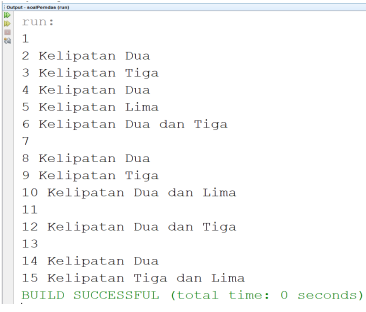 Output - soalPemdas (run)
run:
1
2 Kelipatan Dua
3 Kelipatan Tiga
4 Kelipatan Dua
5 Kelipatan Lima
6 Kelipatan Dua dan Tiga
7
8 Kelipatan Dua
9 Kelipatan Tiga
10 Kelipatan Dua dan Lima
11
12 Kelipatan Dua dan Tiga
13
14 Kelipatan Dua
15 Kelipatan Tiga dan Lima
BUILD SUCCESSFUL (total time: 0 seconds)